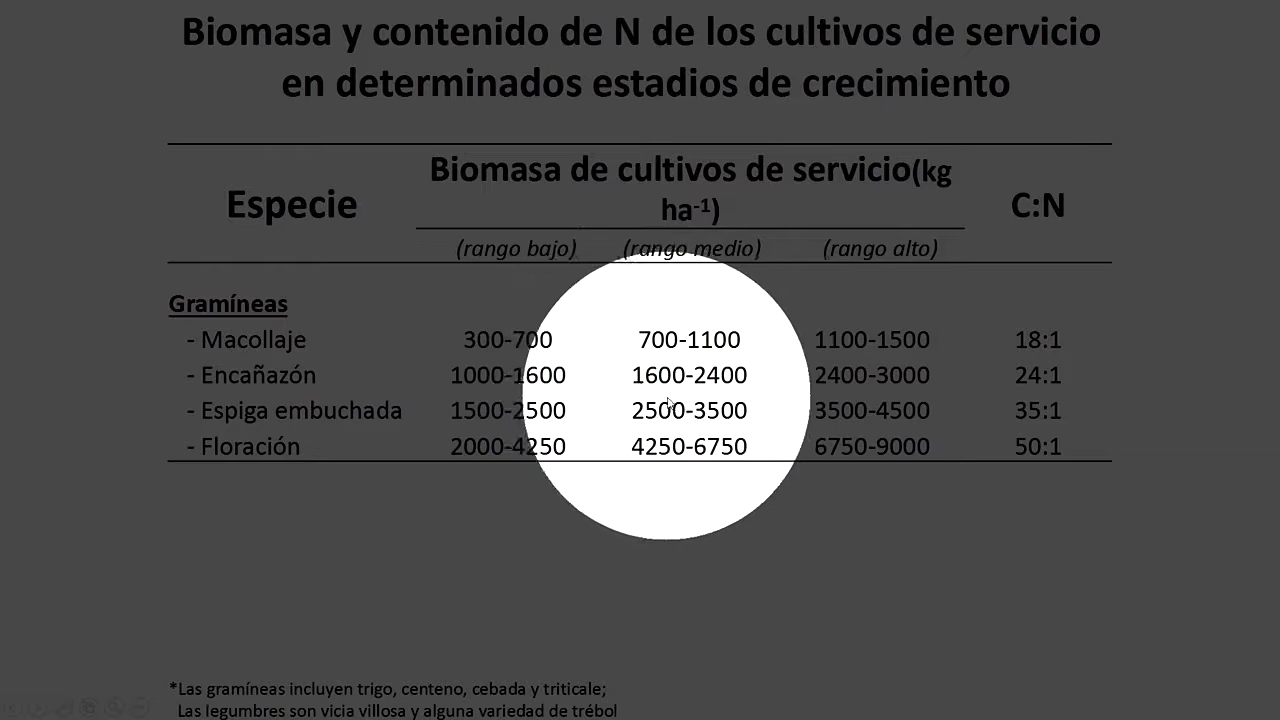 Biomasa y contenido de N de los cultivos de servicio
en determinados estadios de crecimiento
Especie
Biomasa de cultivos de servicio(kg
ha-1)
C:N
(rango bajo) (rango medio) (rango alto)
Gramíneas
- Macollaje 300-700 700-1100 1100-1500 18:1
- Encañazón 1000-1600 1600-2400 2400-3000 24:1
- Espiga embuchada 1500-2500 2500-3500 3500-4500 35:1
- Floración 2000-4250 4250-6750 6750-9000 50:1
*Las gramíneas incluyen trigo, centeno, cebada y triticale;
Las legumbres son vicia villosa y alguna variedad de trébol